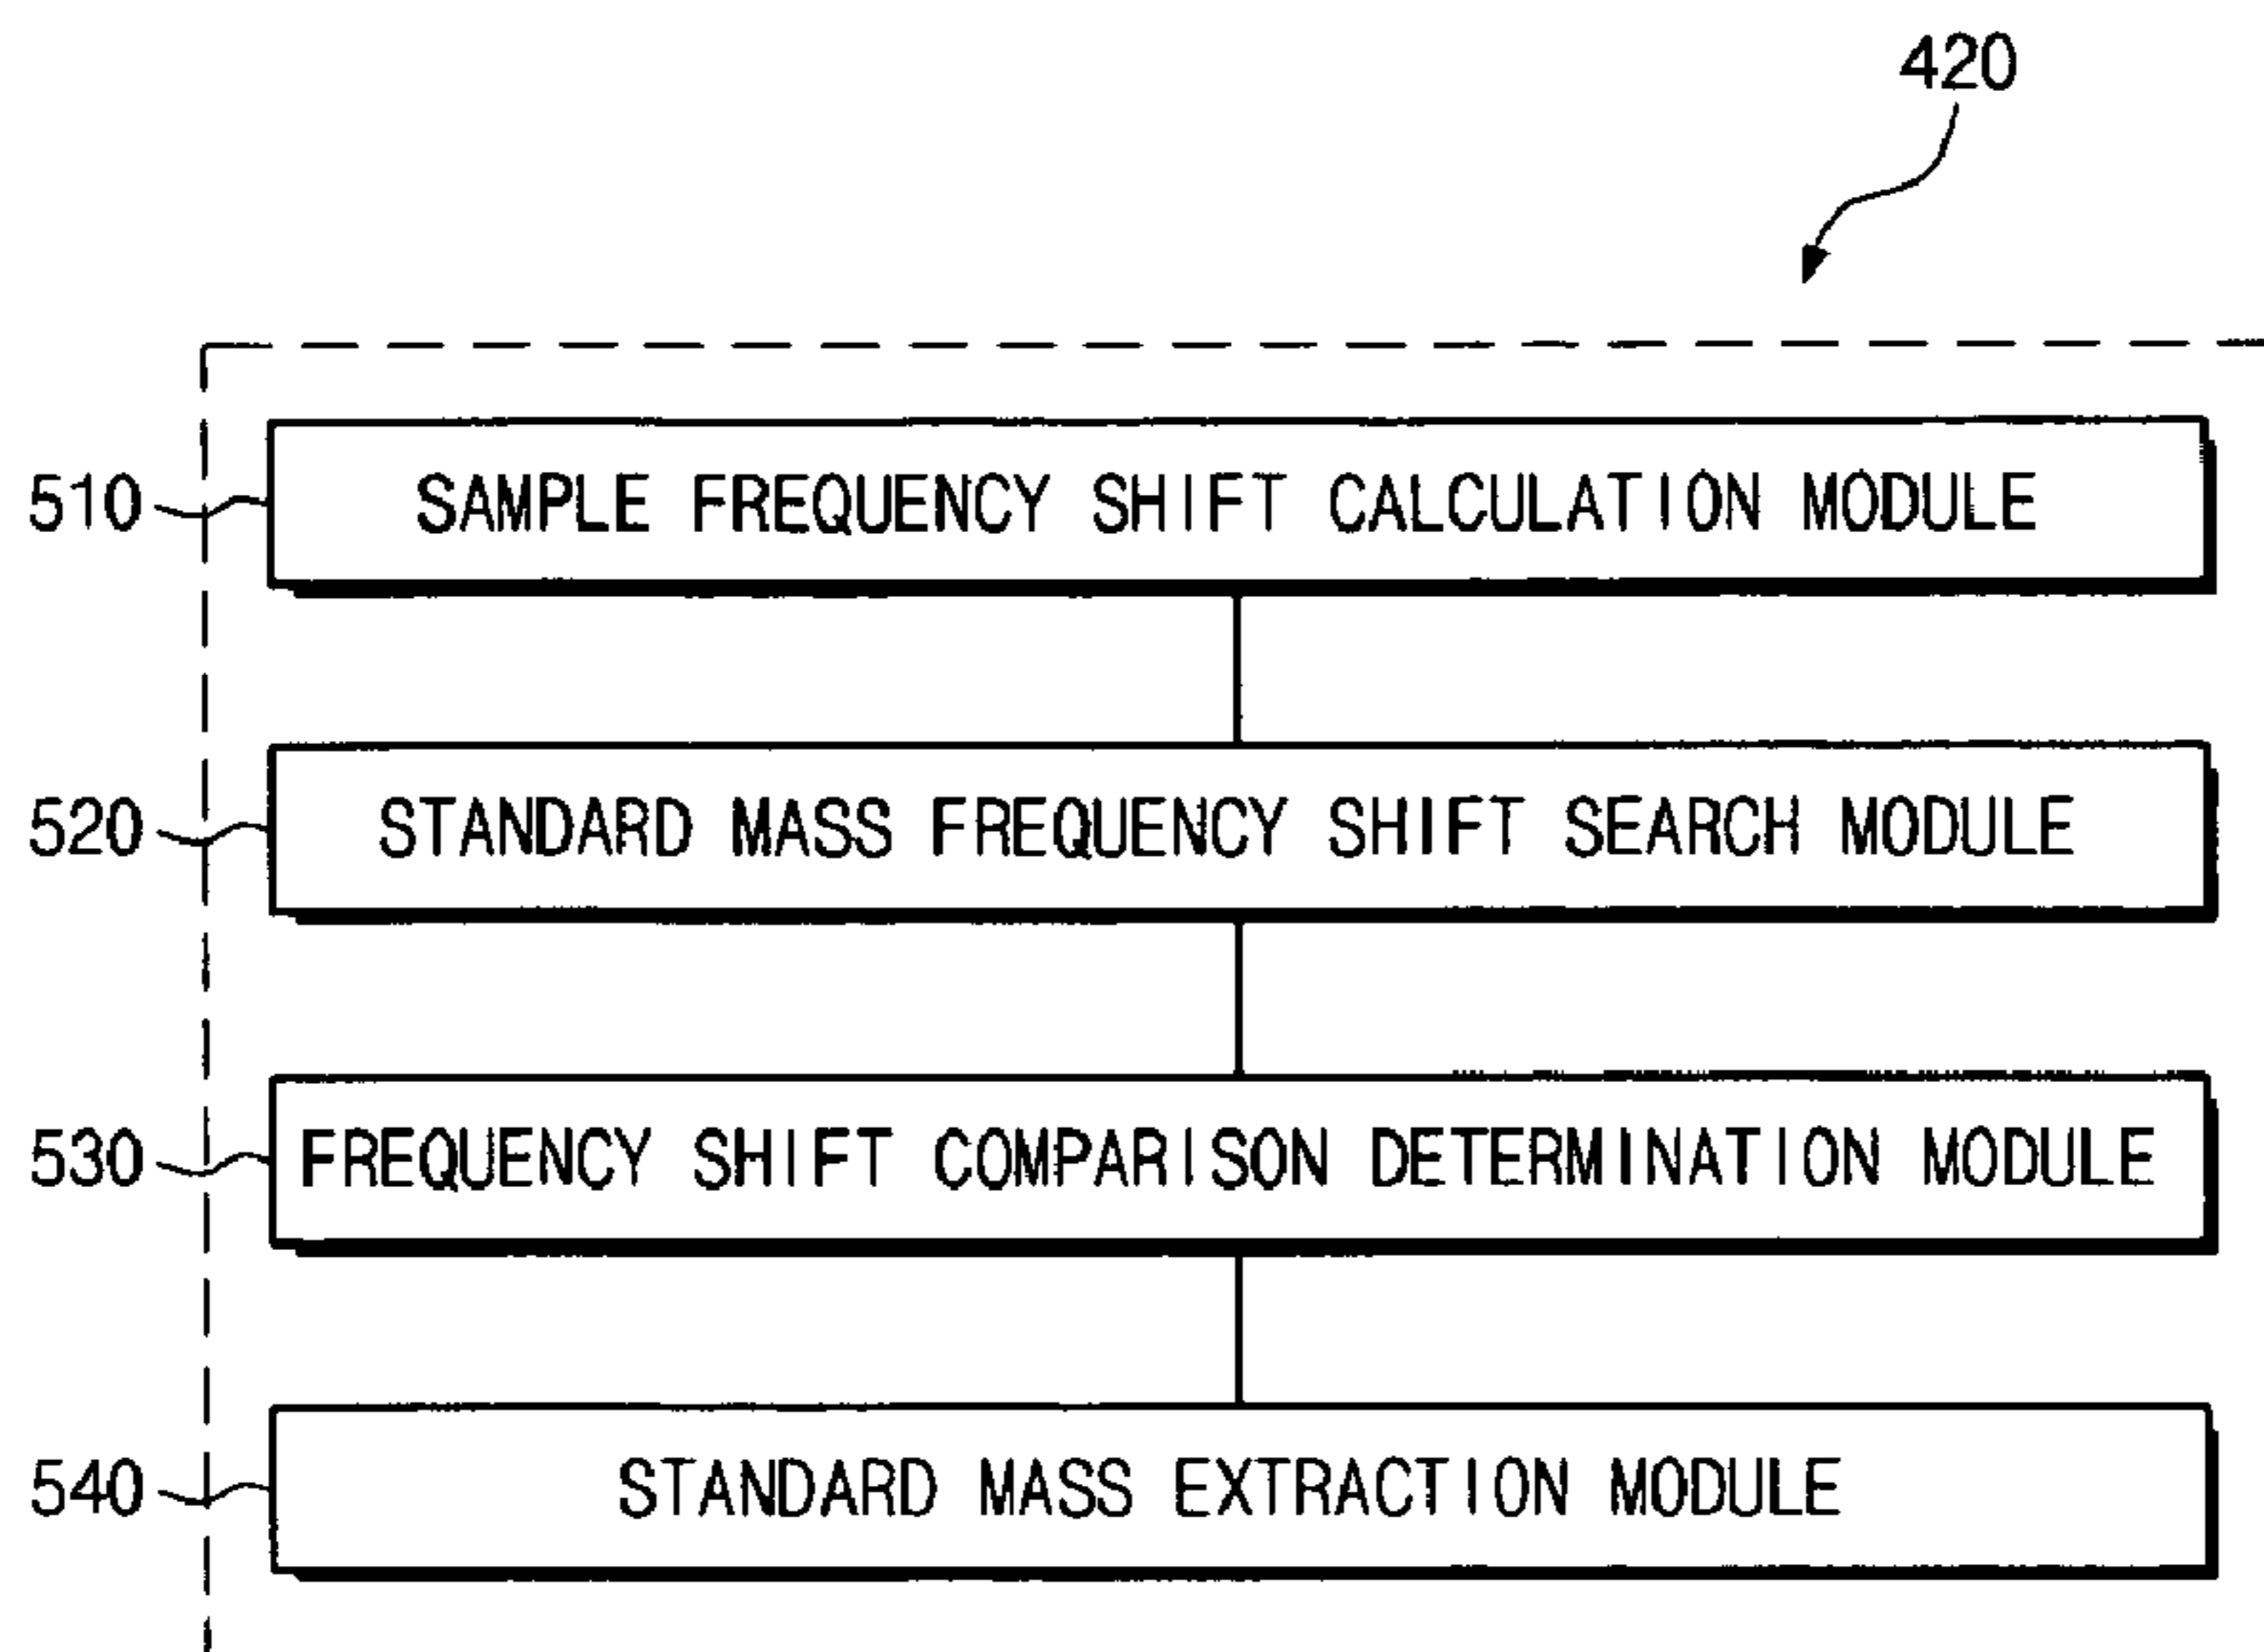 420
510 SAMPLE FREQUENCY SHIFT CALCULATION MODULE
520 STANDARD MASS FREQUENCY SHIFT SEARCH MODULE
530 FREQUENCY SHIFT COMPARISON DETERMINATION MODULE
540 STANDARD MASS EXTRACTION MODULE